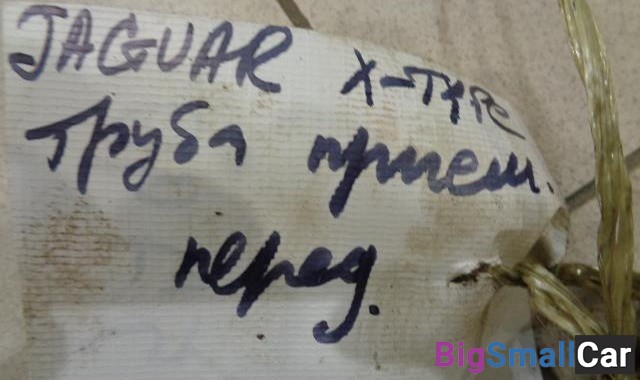 JAGUAR X-TYPE
труба прием.
перед.
BigSmallCar